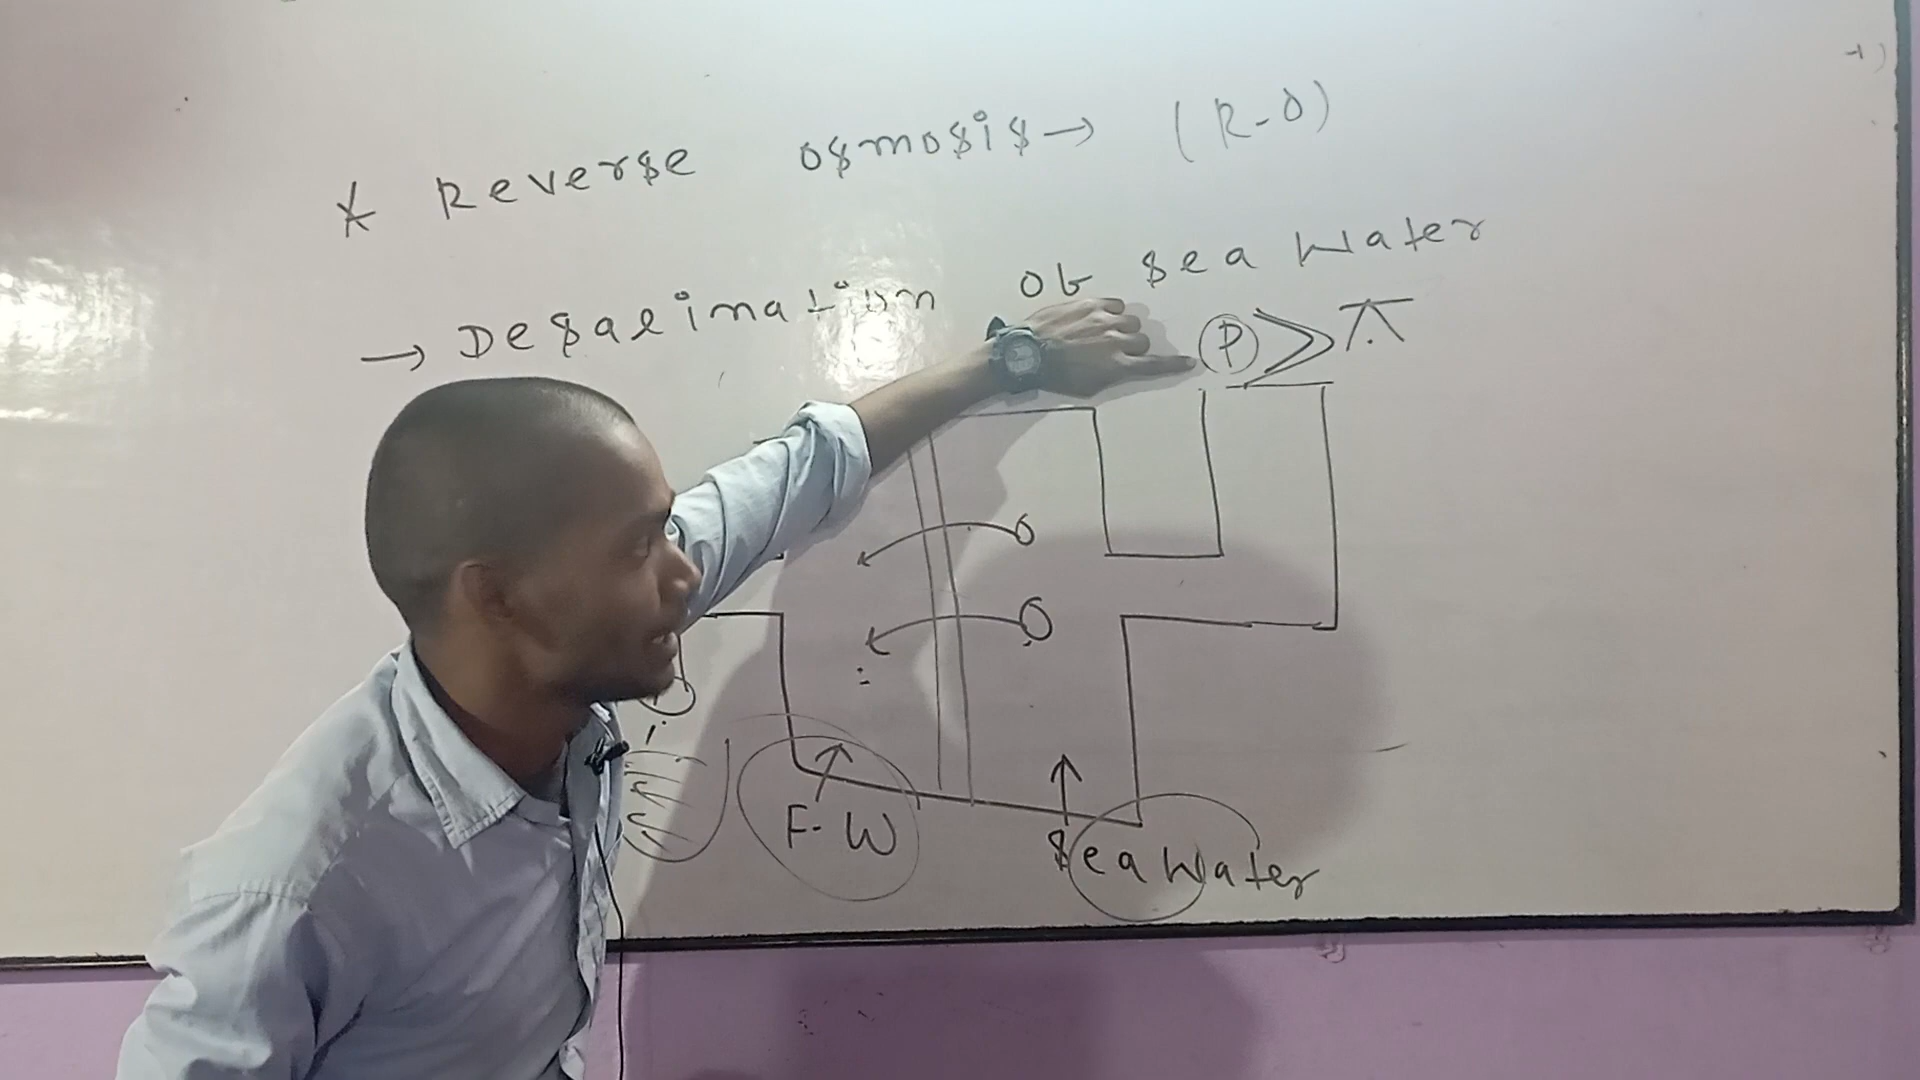 * Reverse osmosis → (R-O)
→ Desalination of sea water
P > π
F.W
Sea water